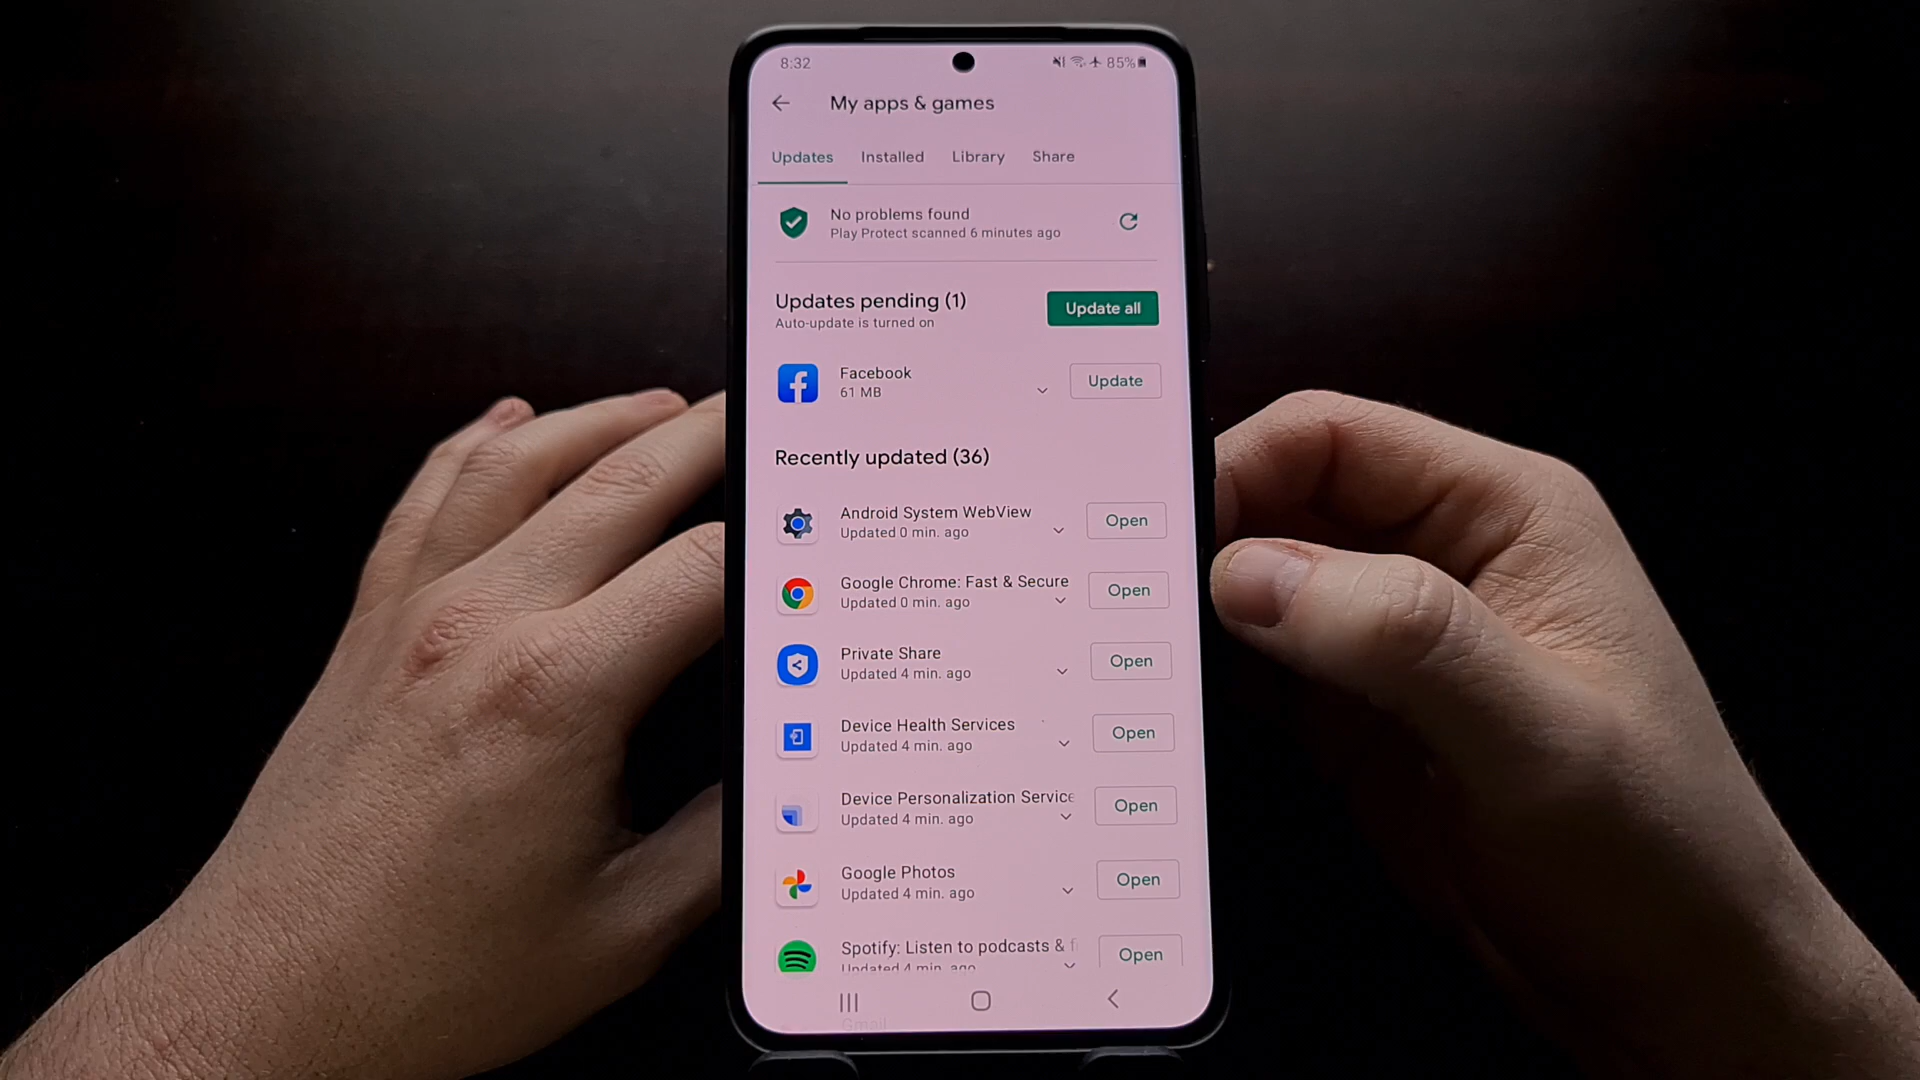 8:32
85%
My apps & games
Updates Installed Library Share
No problems found
Play Protect scanned 6 minutes ago
Updates pending (1)
Auto-update is turned on
Update all
Facebook
61 MB
Update
Recently updated (36)
Android System WebView
Updated 0 min. ago
Open
Google Chrome: Fast & Secure
Updated 0 min. ago
Open
Private Share
Updated 4 min. ago
Open
Device Health Services
Updated 4 min. ago
Open
Device Personalization Service
Updated 4 min. ago
Open
Google Photos
Updated 4 min. ago
Open
Spotify: Listen to podcasts &
Updated 4 min. ago
Open
Gmail